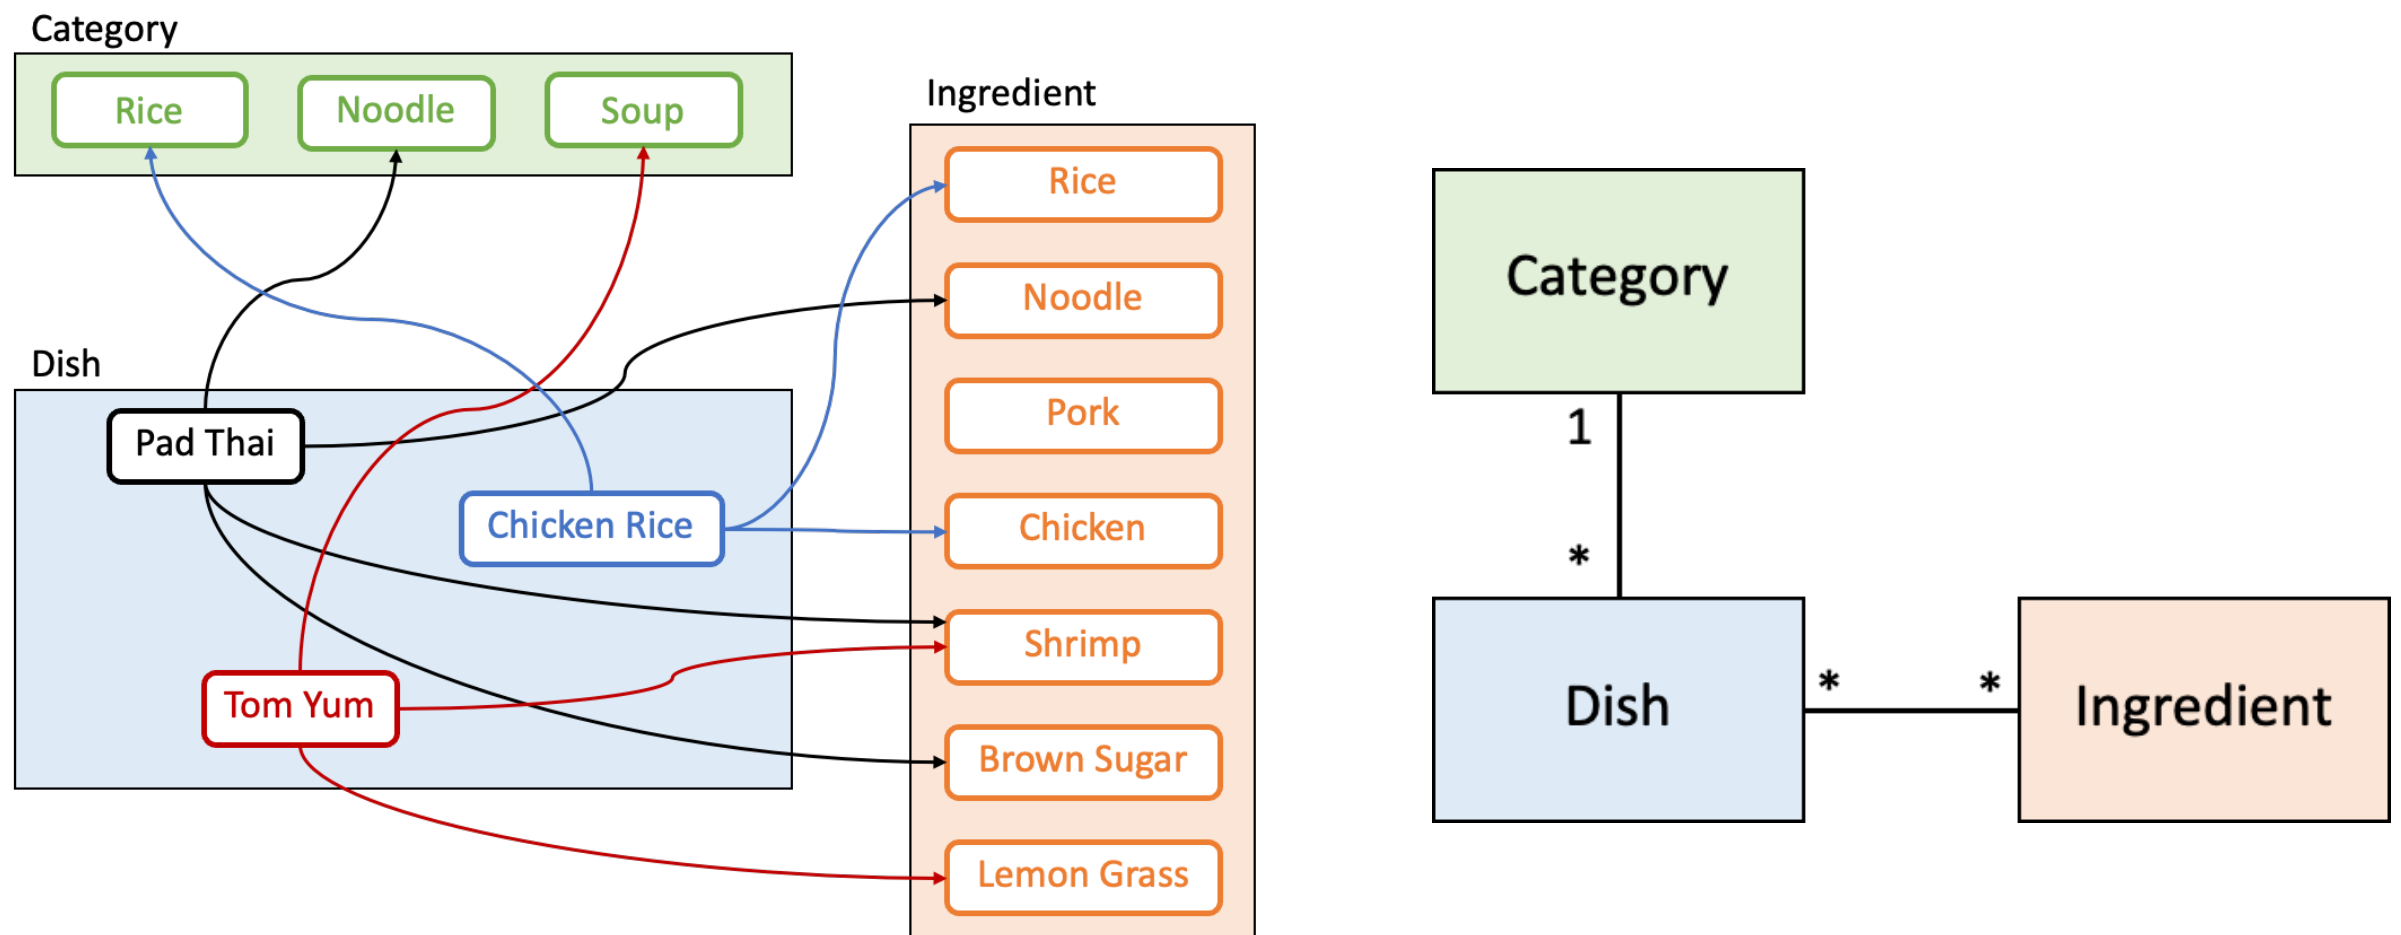 Category
Rice
Noodle
Soup
Ingredient
Rice
Noodle
Pork
Chicken
Shrimp
Brown Sugar
Lemon Grass
Dish
Pad Thai
Chicken Rice
Tom Yum
Category
1
*
Dish
* *
Ingredient